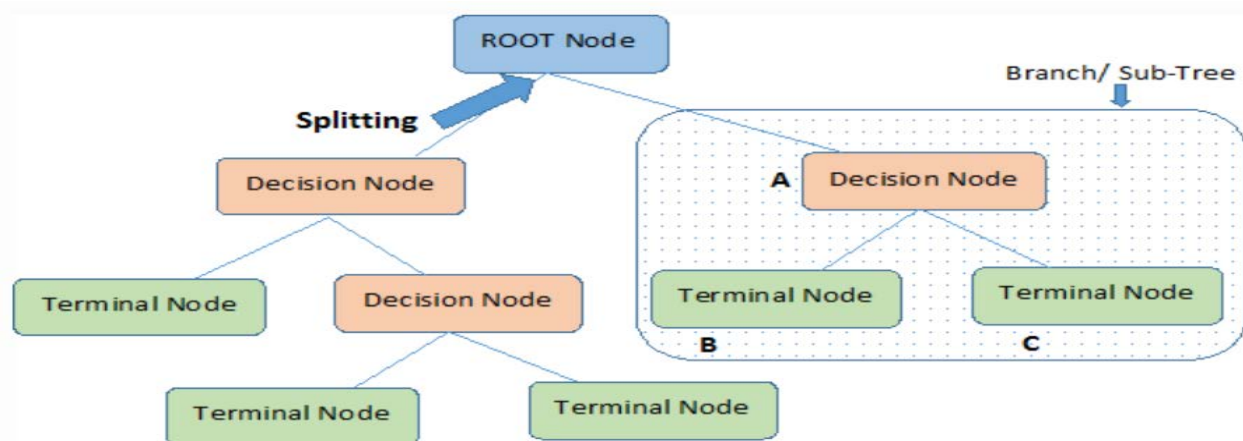 ROOT Node
Branch/ Sub-Tree
Splitting
Decision Node
A Decision Node
Terminal Node
Decision Node
Terminal Node
Terminal Node
B
C
Terminal Node
Terminal Node